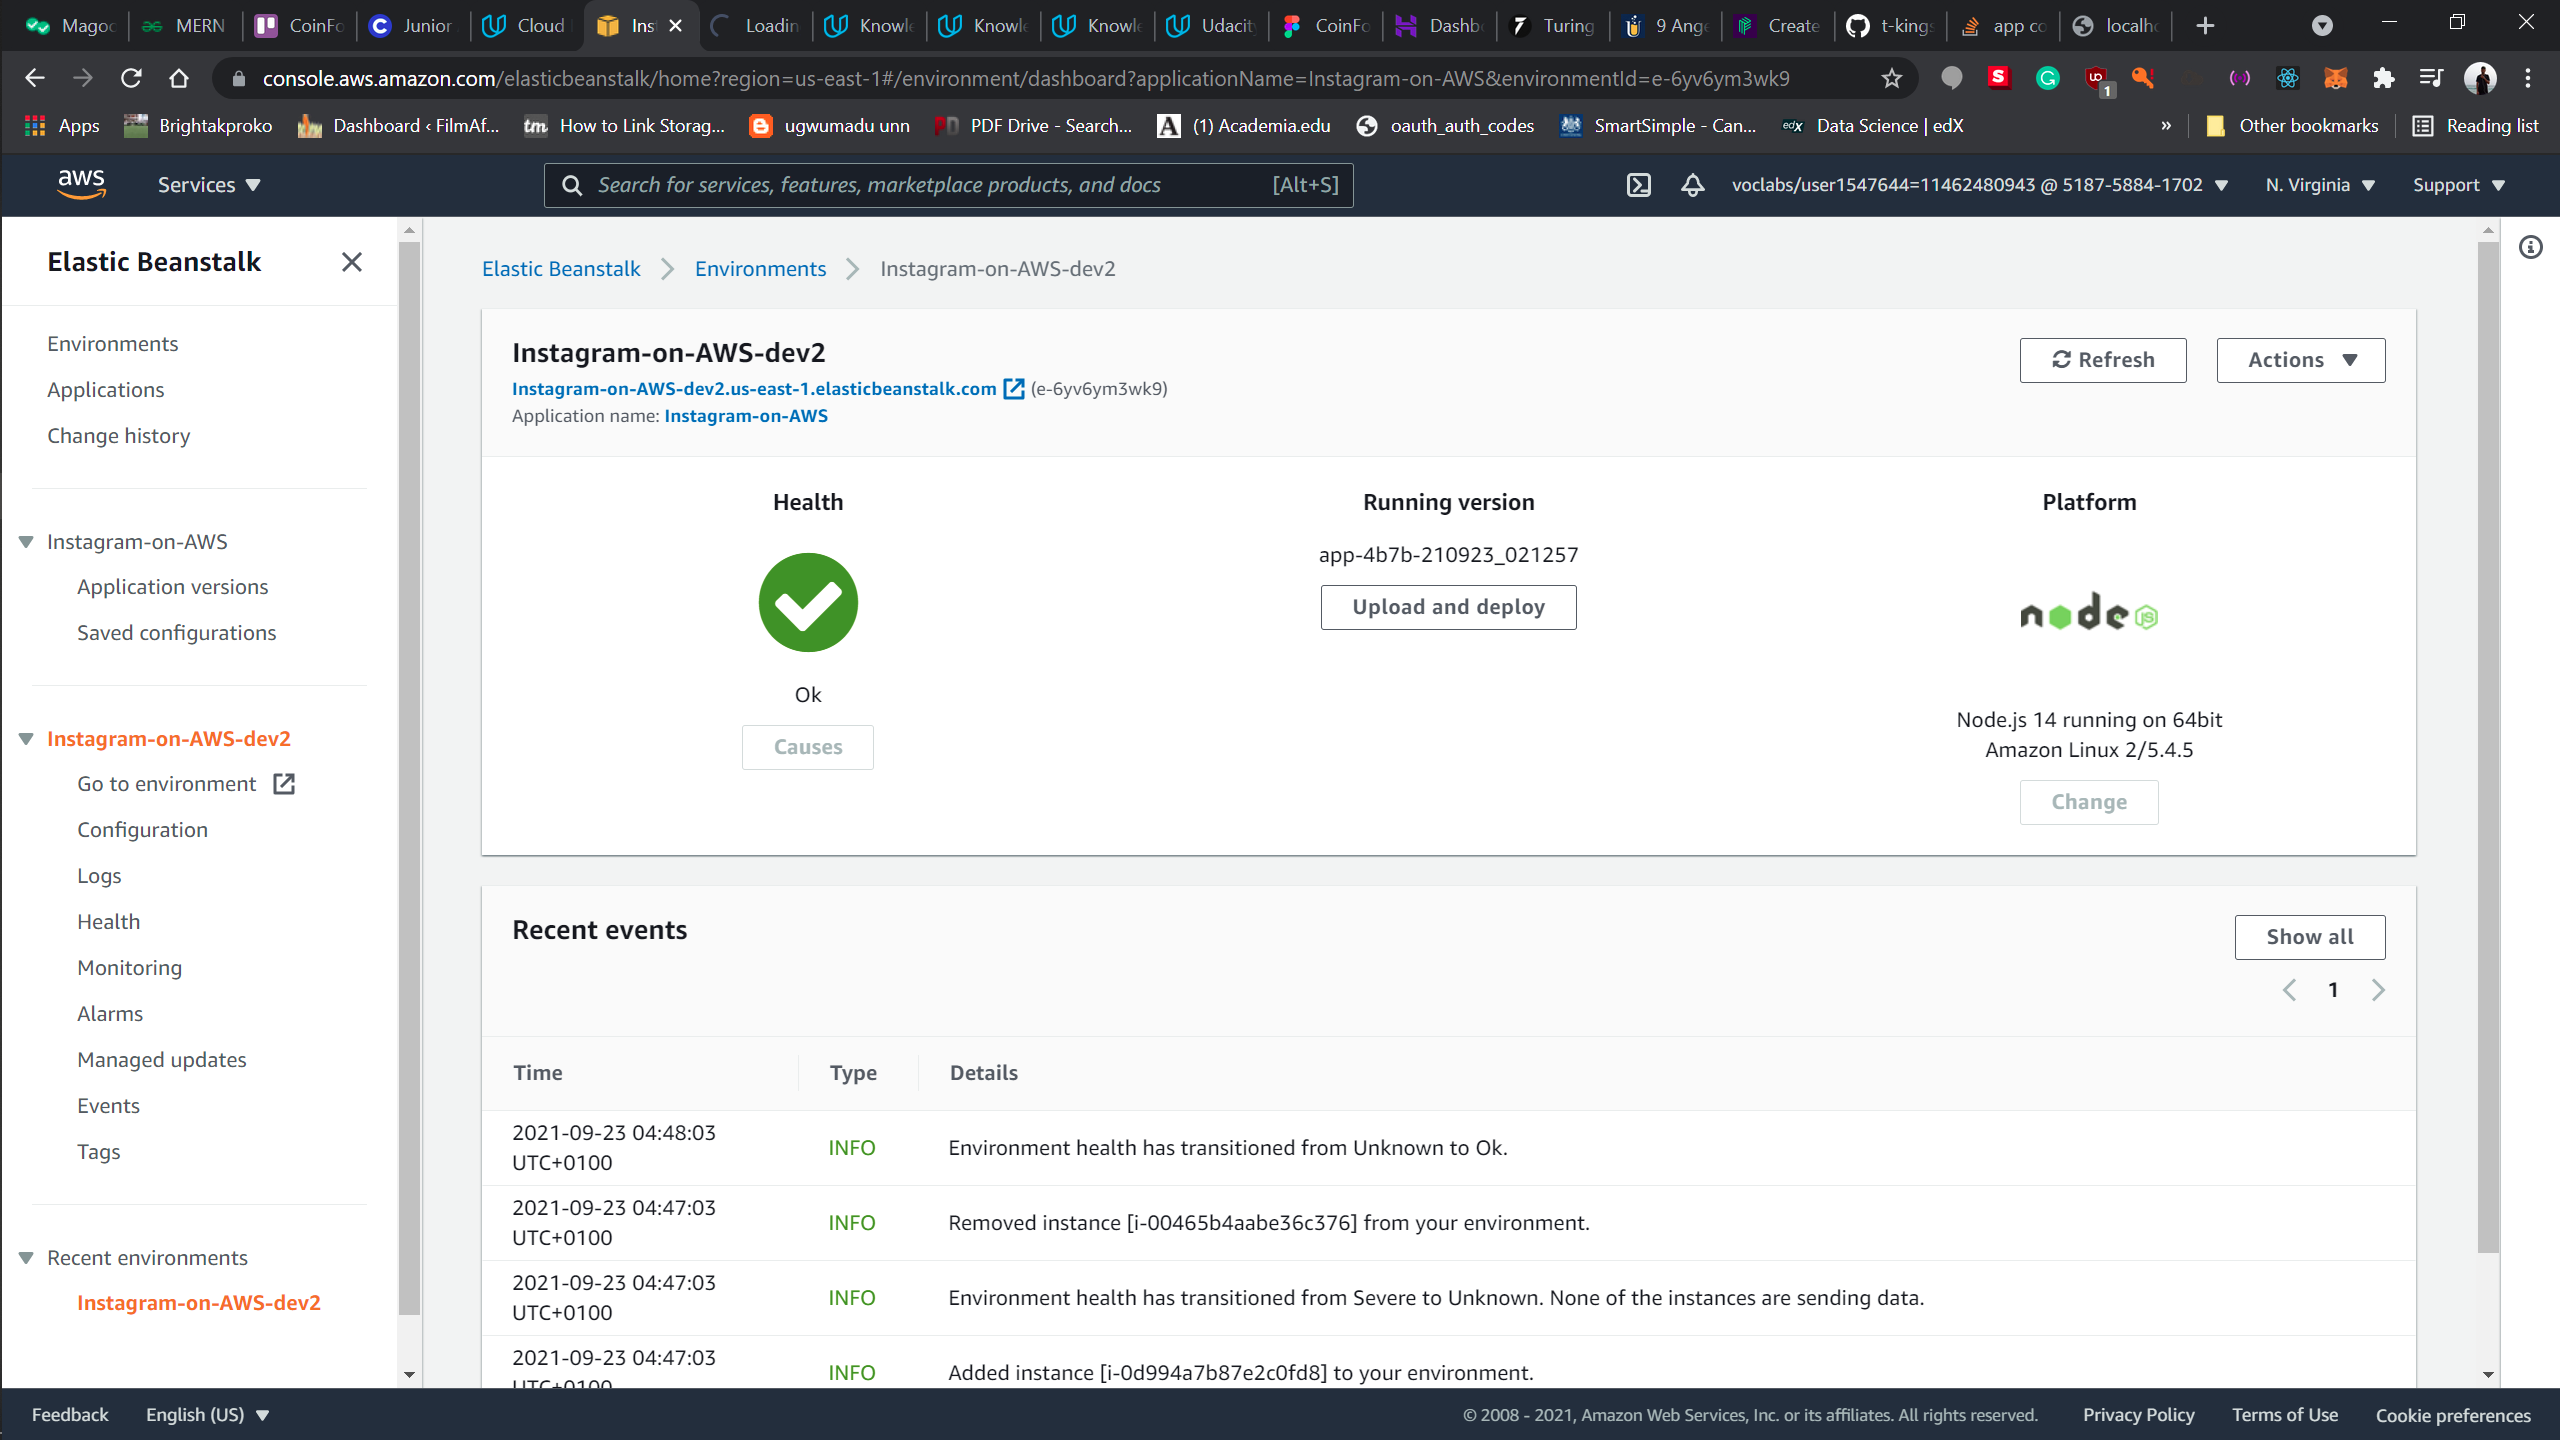 Magoo
MERN
CoinFo
Junior
Cloud
Ins
Loadin
Knowle
Knowle
Knowle
Udacity
CoinFo
Dashbo
Turing
9 Ange
Create
t-kings
app co
localho
console.aws.amazon.com/elasticbeanstalk/home?region=us-east-1#/environment/dashboard?applicationName=Instagram-on-AWS&environmentId=e-6yv6ym3wk9
1
Apps
Brightakproko
Dashboard ‹ FilmAf...
tm How to Link Storag...
ugwumadu unn
PDF Drive - Search...
A (1) Academia.edu
oauth_auth_codes
SmartSimple - Can...
edX Data Science | edX
»
Other bookmarks
Reading list
aws
Services
Search for services, features, marketplace products, and docs [Alt+S]
voclabs/user1547644=11462480943 @ 5187-5884-1702
N. Virginia
Support
Elastic Beanstalk
Environments
Applications
Change history
Instagram-on-AWS
Application versions
Saved configurations
Instagram-on-AWS-dev2
Go to environment
Configuration
Logs
Health
Monitoring
Alarms
Managed updates
Events
Tags
Recent environments
Instagram-on-AWS-dev2
Elastic Beanstalk
Environments
Instagram-on-AWS-dev2
Instagram-on-AWS-dev2
Instagram-on-AWS-dev2.us-east-1.elasticbeanstalk.com (e-6yv6ym3wk9)
Application name: Instagram-on-AWS
Refresh
Actions
Health
Ok
Causes
Running version
app-4b7b-210923_021257
Upload and deploy
Platform
node JS
Node.js 14 running on 64bit
Amazon Linux 2/5.4.5
Change
Recent events
Show all
1
Time Type Details
2021-09-23 04:48:03
UTC+0100
INFO
Environment health has transitioned from Unknown to Ok.
2021-09-23 04:47:03
UTC+0100
INFO
Removed instance [i-00465b4aabe36c376] from your environment.
2021-09-23 04:47:03
UTC+0100
INFO
Environment health has transitioned from Severe to Unknown. None of the instances are sending data.
2021-09-23 04:47:03
UTC+0100
INFO
Added instance [i-0d994a7b87e2c0fd8] to your environment.
Feedback
English (US)
© 2008 - 2021, Amazon Web Services, Inc. or its affiliates. All rights reserved.
Privacy Policy
Terms of Use
Cookie preferences